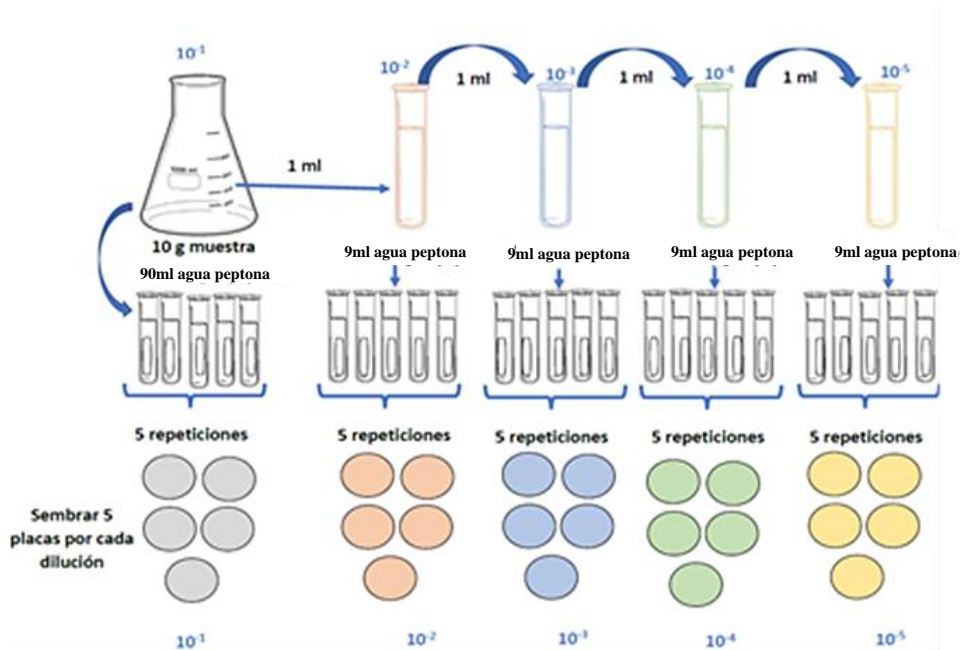 10⁻¹
10⁻²
10⁻³
10⁻⁴
10⁻⁵
1 ml
1 ml
1 ml
1 ml
10 g muestra
90ml agua peptona
9ml agua peptona
9ml agua peptona
9ml agua peptona
9ml agua peptona
5 repeticiones
5 repeticiones
5 repeticiones
5 repeticiones
5 repeticiones
Sembrar 5
placas por cada
dilución
10⁻¹
10⁻²
10⁻³
10⁻⁴
10⁻⁵